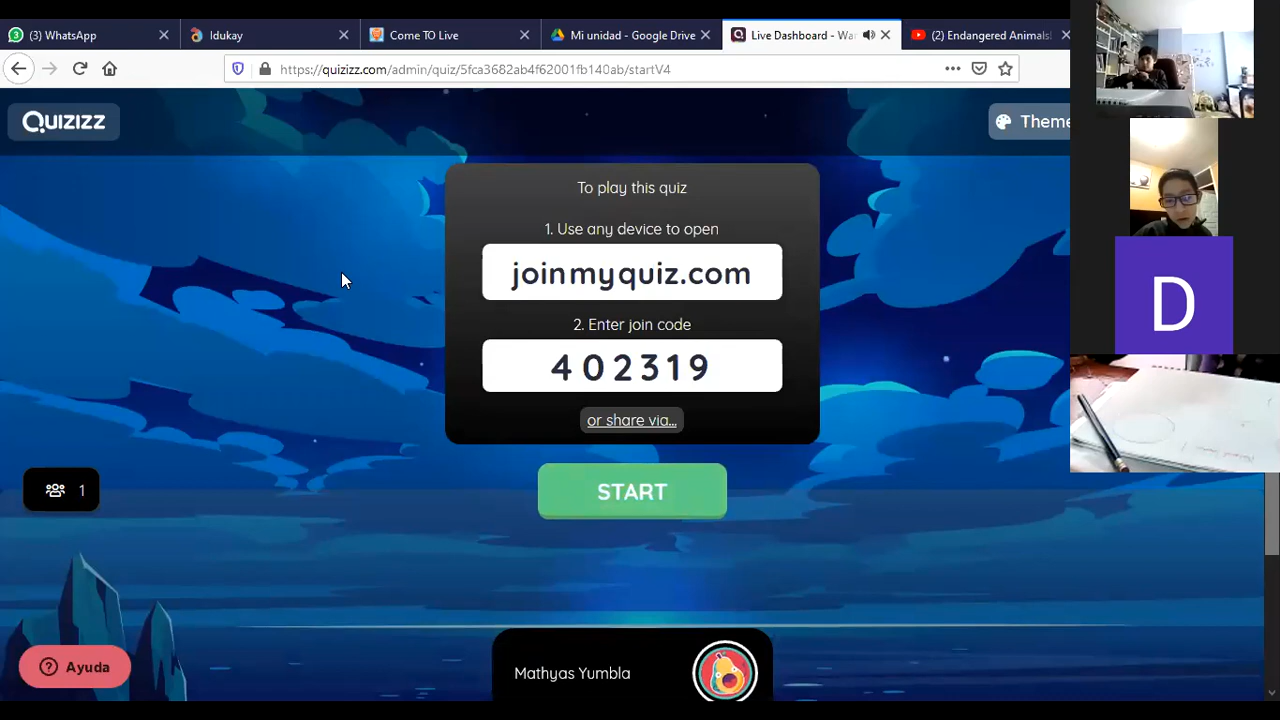 (3) WhatsApp
Idukay
Come TO Live
Mi unidad - Google Drive
Live Dashboard - Wa
(2) Endangered Animals!
https://quizizz.com/admin/quiz/5fca3682ab4f62001fb140ab/startV4
Quizizz
Theme
To play this quiz
1. Use any device to open
joinmyquiz.com
2. Enter join code
402319
or share via...
1
START
Mathyas Yumbla
Ayuda
D